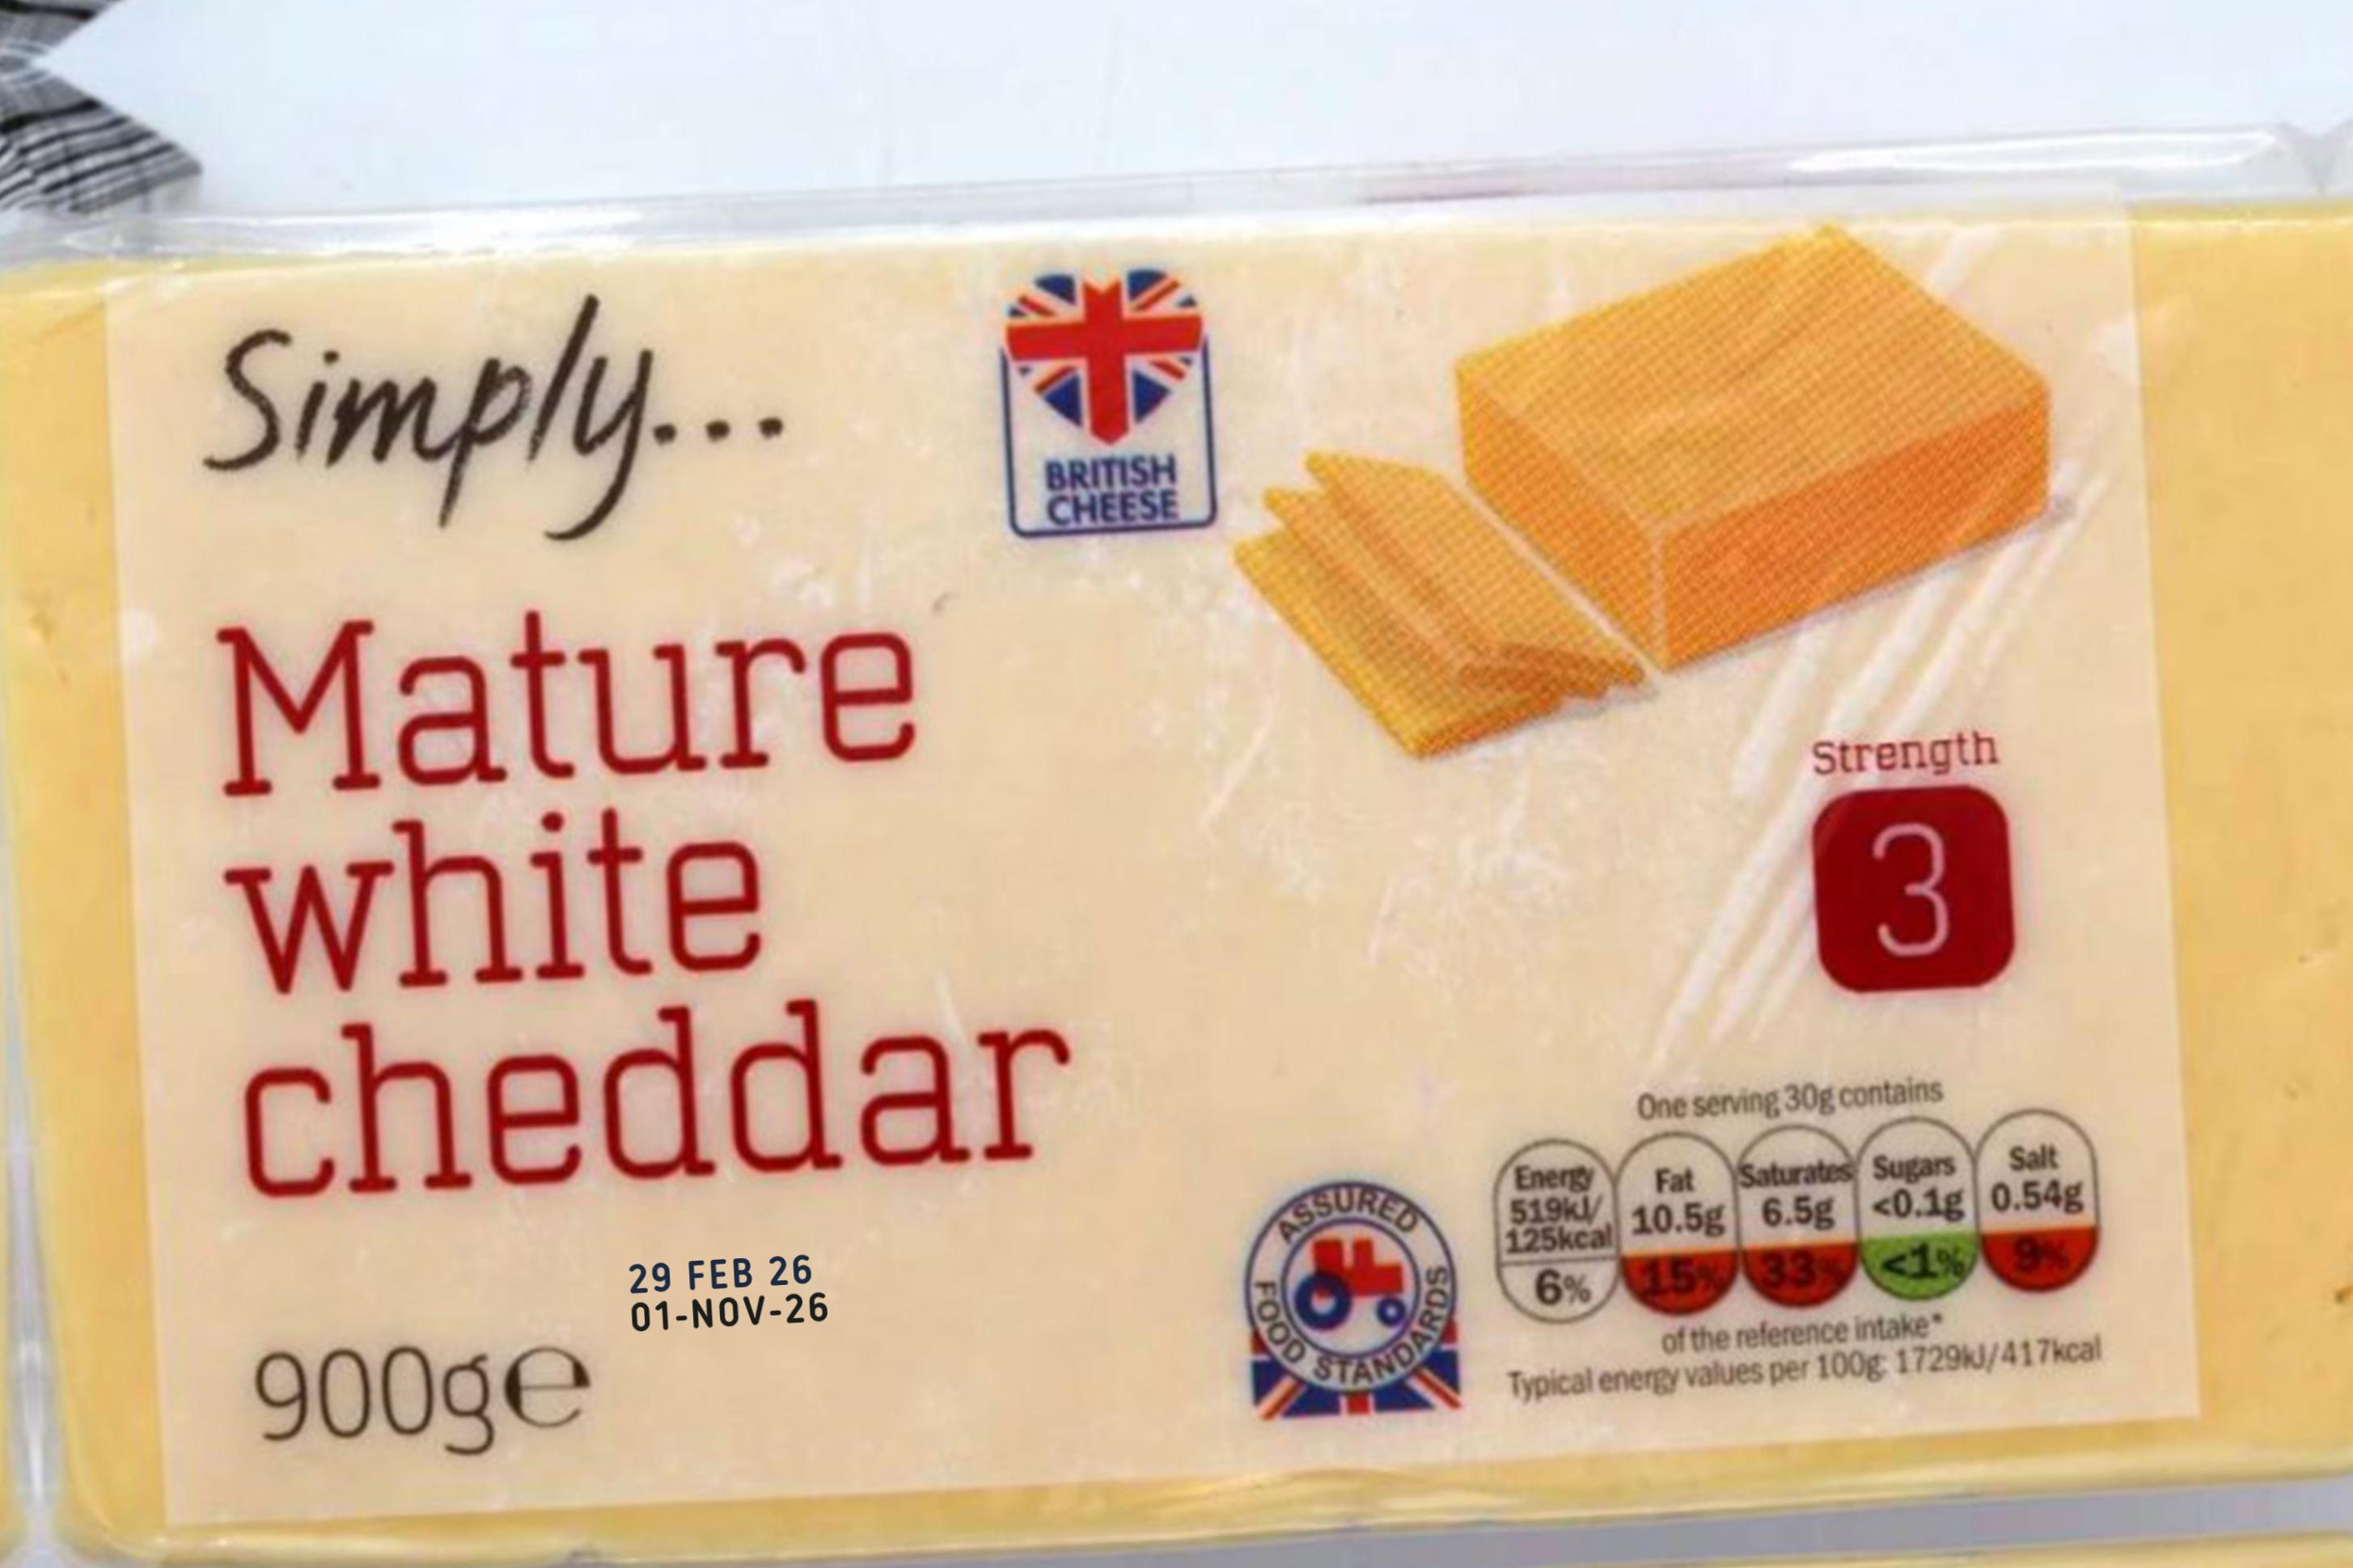 Simply...
BRITISH
CHEESE
Mature
white
cheddar
Strength
3
29 FEB 26
01-NOV-26
900g℮
ASSURED
FOOD STANDARDS
One serving 30g contains
Energy
519kJ/
125kcal
6%
Fat
10.5g
15%
Saturates
6.5g
33%
Sugars
<0.1g
<1%
Salt
0.54g
9%
of the reference intake*
Typical energy values per 100g: 1729kJ/417kcal